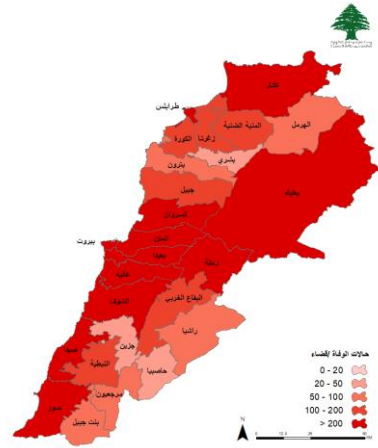 عكار
طرابلس
الهرمل
المنية الضنية
زغرتا
الكورة
بشري
بترون
بعلبك
جبيل
كسروان
المتن
بيروت
بعبدا
زحلة
عاليه
الشوف
البقاع الغربي
راشيا
جزين
صيدا
النبطية
حاصبيا
مرجعيون
صور
بنت جبيل
حالات الوفاة /قضاء
0 - 20
20 - 50
50 - 100
100 - 200
> 200
N